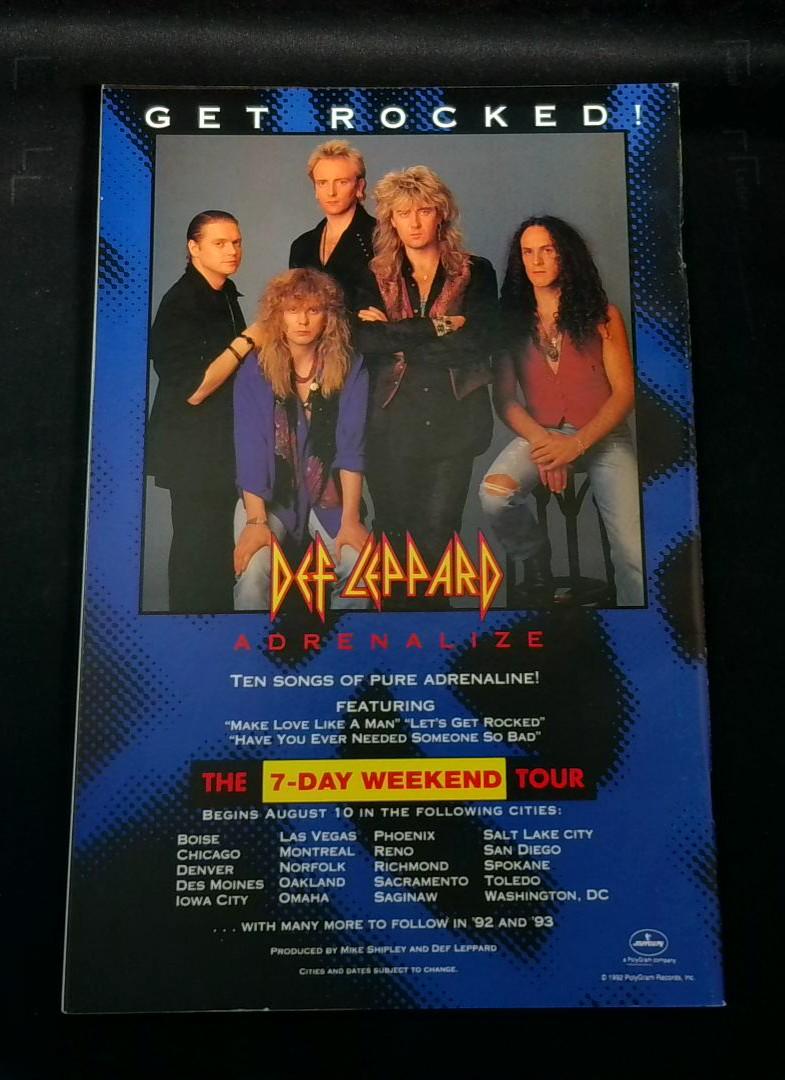 GET ROCKED!
DEF LEPPARD
ADRENALIZE
TEN SONGS OF PURE ADRENALINE!
FEATURING
"MAKE LOVE LIKE A MAN" "LET'S GET ROCKED"
"HAVE YOU EVER NEEDED SOMEONE SO BAD"
THE 7-DAY WEEKEND TOUR
BEGINS AUGUST 10 IN THE FOLLOWING CITIES:
BOISE LAS VEGAS PHOENIX SALT LAKE CITY
CHICAGO MONTREAL RENO SAN DIEGO
DENVER NORFOLK RICHMOND SPOKANE
DES MOINES OAKLAND SACRAMENTO TOLEDO
IOWA CITY OMAHA SAGINAW WASHINGTON, DC
. . . WITH MANY MORE TO FOLLOW IN '92 AND '93
PRODUCED BY MIKE SHIPLEY AND DEF LEPPARD
CITIES AND DATES SUBJECT TO CHANGE.
mercury
a PolyGram company
© 1992 PolyGram Records, Inc.